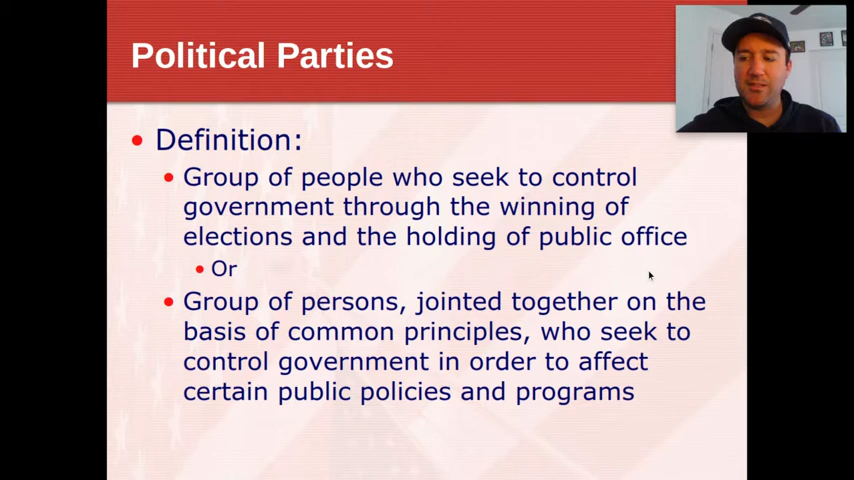 Political Parties
Definition:
Group of people who seek to control
government through the winning of
elections and the holding of public office
Or
Group of persons, jointed together on the
basis of common principles, who seek to
control government in order to affect
certain public policies and programs